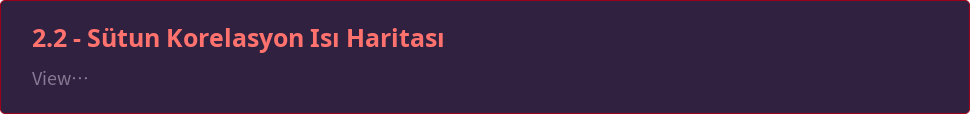 2.2 - Sütun Korelasyon Isı Haritası
View⋯